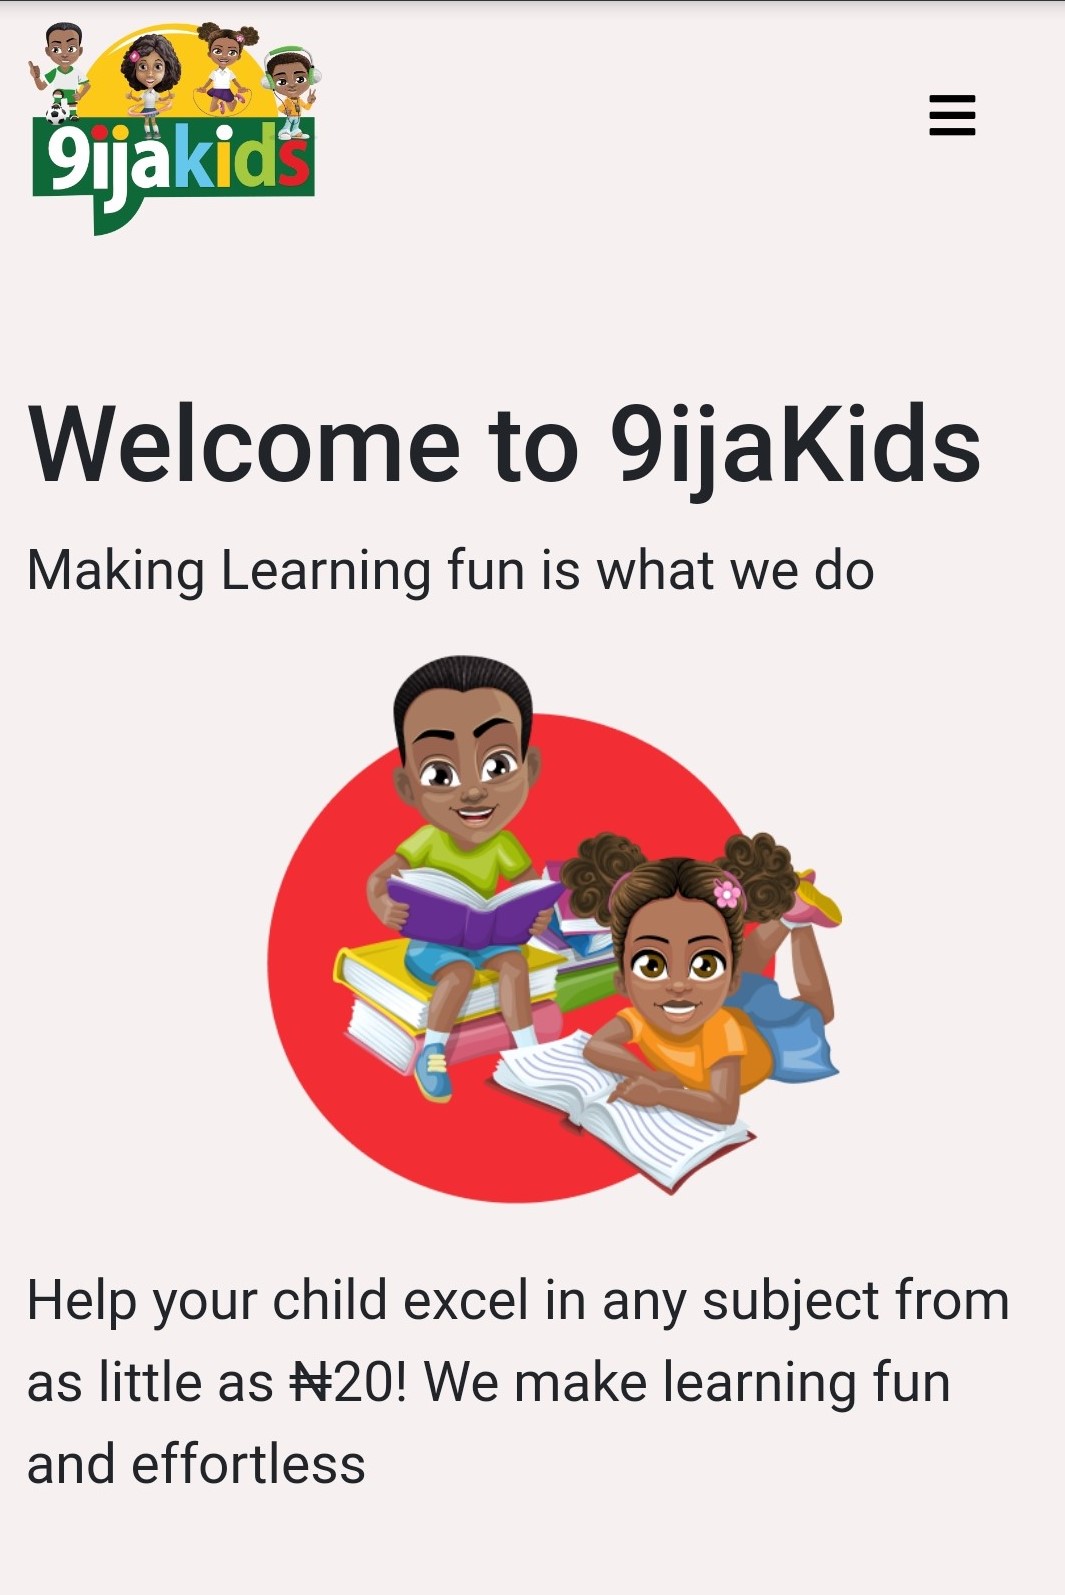 9ijakids
Welcome to 9ijaKids
Making Learning fun is what we do
Help your child excel in any subject from
as little as ₦20! We make learning fun
and effortless